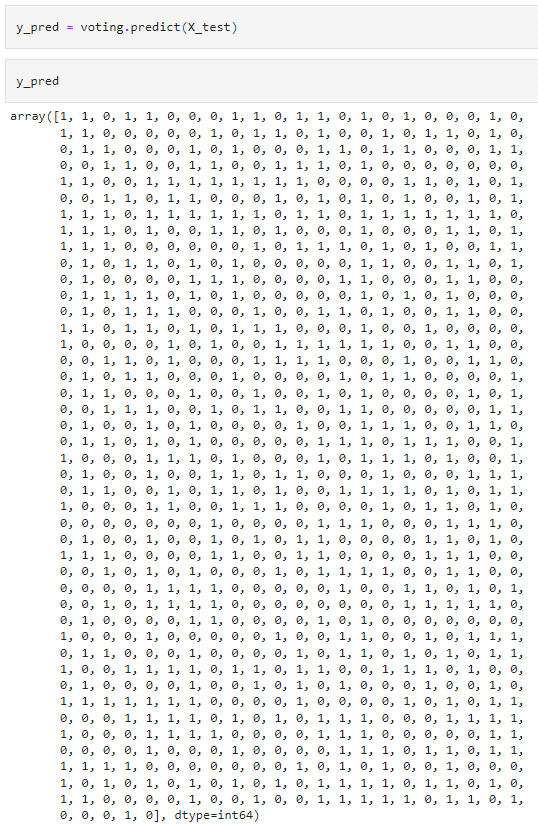 y_pred = voting.predict(X_test)
y_pred
array([1, 1, 0, 1, 1, 0, 0, 0, 1, 1, 0, 1, 1, 0, 1, 0, 1, 0, 0, 0, 1, 0,
1, 1, 0, 0, 0, 0, 0, 1, 0, 1, 1, 0, 1, 0, 0, 1, 0, 1, 1, 0, 1, 0,
0, 1, 1, 0, 0, 0, 1, 0, 1, 0, 0, 0, 1, 1, 0, 1, 1, 0, 0, 0, 1, 1,
0, 0, 1, 1, 0, 0, 1, 1, 0, 0, 1, 1, 1, 0, 1, 0, 0, 0, 0, 0, 0, 0,
1, 1, 0, 0, 1, 1, 1, 1, 1, 1, 1, 1, 0, 0, 0, 0, 1, 1, 0, 1, 0, 1,
0, 0, 1, 1, 0, 1, 1, 0, 0, 0, 1, 0, 1, 0, 1, 0, 1, 0, 0, 1, 0, 1,
1, 1, 1, 0, 1, 1, 1, 1, 1, 0, 1, 1, 0, 1, 1, 1, 1, 1, 1, 1, 0,
1, 1, 1, 0, 1, 0, 0, 1, 1, 0, 1, 0, 0, 0, 1, 0, 0, 0, 1, 1, 0, 1,
1, 1, 1, 0, 0, 0, 0, 0, 0, 1, 0, 1, 1, 1, 0, 1, 0, 1, 0, 0, 1, 1,
0, 1, 0, 1, 1, 0, 1, 0, 1, 0, 0, 0, 0, 0, 1, 1, 0, 0, 1, 1, 0, 1,
0, 1, 0, 0, 0, 0, 1, 1, 1, 0, 0, 0, 0, 1, 1, 0, 0, 0, 1, 1, 0, 0,
0, 1, 1, 1, 1, 0, 1, 0, 1, 0, 0, 0, 0, 0, 1, 0, 1, 0, 1, 0, 0, 0,
0, 1, 0, 1, 1, 1, 0, 0, 0, 1, 0, 0, 1, 1, 0, 1, 0, 0, 1, 1, 0, 0,
1, 1, 0, 1, 1, 0, 1, 0, 1, 1, 1, 0, 0, 0, 1, 0, 0, 1, 0, 0, 0, 0,
1, 0, 0, 0, 0, 1, 0, 1, 0, 0, 1, 1, 1, 1, 1, 1, 0, 0, 1, 1, 0, 0,
0, 0, 1, 1, 0, 1, 0, 0, 0, 1, 1, 1, 1, 0, 0, 0, 1, 0, 0, 1, 1, 0,
0, 1, 0, 1, 1, 0, 0, 0, 1, 0, 0, 0, 0, 1, 0, 1, 1, 0, 0, 0, 0, 1,
0, 1, 1, 0, 0, 0, 1, 0, 0, 1, 0, 0, 1, 0, 1, 0, 0, 0, 0, 1, 0, 1,
0, 0, 1, 1, 1, 0, 0, 1, 0, 1, 1, 0, 0, 1, 1, 0, 0, 0, 0, 0, 1, 1,
0, 1, 0, 0, 1, 0, 1, 0, 0, 0, 0, 1, 0, 0, 1, 1, 1, 0, 0, 1, 1, 0,
0, 1, 1, 0, 1, 0, 1, 0, 0, 0, 0, 0, 1, 1, 1, 0, 1, 1, 1, 0, 0, 1,
1, 0, 0, 0, 1, 1, 1, 0, 1, 0, 0, 0, 1, 0, 1, 1, 1, 0, 1, 0, 0, 1,
0, 1, 0, 0, 1, 0, 0, 1, 1, 0, 1, 1, 0, 0, 0, 1, 0, 0, 0, 1, 1, 1,
0, 1, 1, 0, 0, 1, 0, 1, 1, 0, 1, 0, 0, 1, 1, 1, 1, 0, 1, 0, 1, 1,
1, 0, 0, 0, 1, 1, 0, 0, 1, 1, 1, 0, 0, 0, 0, 1, 0, 1, 1, 0, 1, 0,
0, 0, 0, 0, 0, 0, 0, 1, 0, 0, 0, 0, 1, 1, 1, 0, 0, 0, 1, 1, 1, 0,
0, 1, 0, 0, 1, 0, 0, 1, 0, 1, 0, 1, 1, 0, 0, 0, 0, 1, 1, 0, 1, 0,
1, 1, 1, 0, 0, 0, 0, 1, 1, 0, 0, 1, 1, 0, 0, 0, 0, 1, 1, 1, 0, 0,
0, 0, 1, 0, 1, 0, 1, 0, 0, 0, 1, 0, 1, 1, 1, 1, 0, 0, 1, 1, 0, 0,
0, 0, 0, 0, 1, 1, 1, 1, 0, 0, 0, 0, 0, 1, 0, 0, 1, 1, 0, 1, 0, 1,
0, 0, 1, 0, 1, 1, 1, 1, 0, 0, 0, 0, 0, 0, 0, 0, 1, 1, 1, 1, 1, 0,
0, 1, 0, 0, 0, 0, 1, 1, 0, 0, 0, 1, 0, 1, 0, 0, 0, 0, 0, 0, 0, 0,
1, 0, 0, 0, 1, 0, 0, 0, 0, 0, 1, 0, 0, 1, 1, 0, 0, 1, 0, 1, 1, 1,
0, 1, 1, 0, 0, 0, 1, 0, 0, 0, 0, 1, 0, 1, 1, 0, 1, 0, 1, 0, 1, 1,
1, 0, 0, 1, 1, 1, 1, 0, 1, 1, 0, 1, 1, 0, 0, 1, 1, 1, 0, 1, 0, 0,
0, 1, 0, 0, 0, 0, 1, 0, 0, 1, 0, 1, 0, 1, 0, 0, 0, 1, 0, 0, 1, 0,
1, 1, 1, 1, 1, 1, 1, 0, 0, 0, 1, 0, 0, 0, 0, 1, 0, 1, 0, 1, 1,
0, 0, 0, 1, 1, 1, 1, 0, 1, 0, 1, 0, 1, 1, 1, 0, 0, 0, 1, 1, 1, 1,
1, 0, 0, 0, 1, 1, 1, 1, 0, 0, 0, 0, 1, 1, 1, 0, 0, 0, 0, 0, 1, 1,
0, 0, 0, 0, 1, 0, 0, 0, 1, 0, 0, 0, 0, 1, 1, 1, 0, 1, 1, 0, 1, 1,
1, 1, 1, 1, 0, 0, 0, 0, 0, 0, 0, 1, 0, 1, 0, 1, 0, 0, 1, 0, 0, 0,
1, 0, 1, 0, 1, 0, 1, 0, 1, 0, 1, 0, 1, 1, 1, 1, 0, 1, 1, 0, 1, 0,
1, 1, 0, 0, 0, 0, 1, 0, 0, 1, 0, 0, 1, 1, 1, 1, 1, 0, 1, 1, 0, 1,
0, 0, 0, 1, 0], dtype=int64)